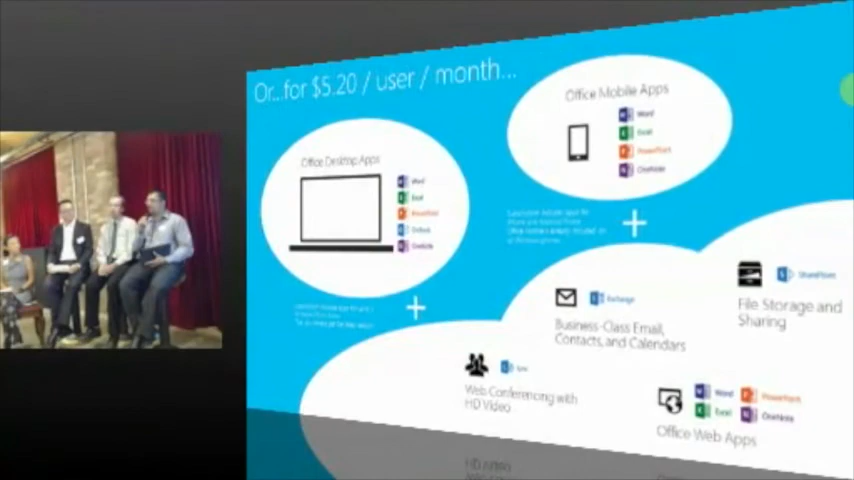 Or...for $5.20 / user / month...
Office Mobile Apps
Word
Excel
PowerPoint
OneNote
Office Desktop Apps
Word
Excel
PowerPoint
Outlook
OneNote
Exchange
Business-Class Email,
Contacts, and Calendars
SharePoint
File Storage and
Sharing
Lync
Web Conferencing with
HD Video
Word
PowerPoint
Excel
OneNote
Office Web Apps